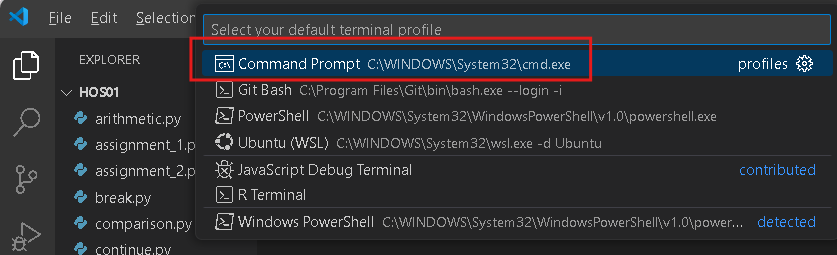 File Edit Selection
Select your default terminal profile
EXPLORER
Command Prompt C:\WINDOWS\System32\cmd.exe profiles
HOS01
Git Bash C:\Program Files\Git\bin\bash.exe --login -i
arithmetic.py
PowerShell C:\WINDOWS\System32\WindowsPowerShell\v1.0\powershell.exe
assignment_1.p
Ubuntu (WSL) C:\WINDOWS\System32\wsl.exe -d Ubuntu
assignment_2.p
JavaScript Debug Terminal contributed
break.py
R Terminal
comparison.py
Windows PowerShell C:\WINDOWS\System32\WindowsPowerShell\v1.0\power... detected
continue.py